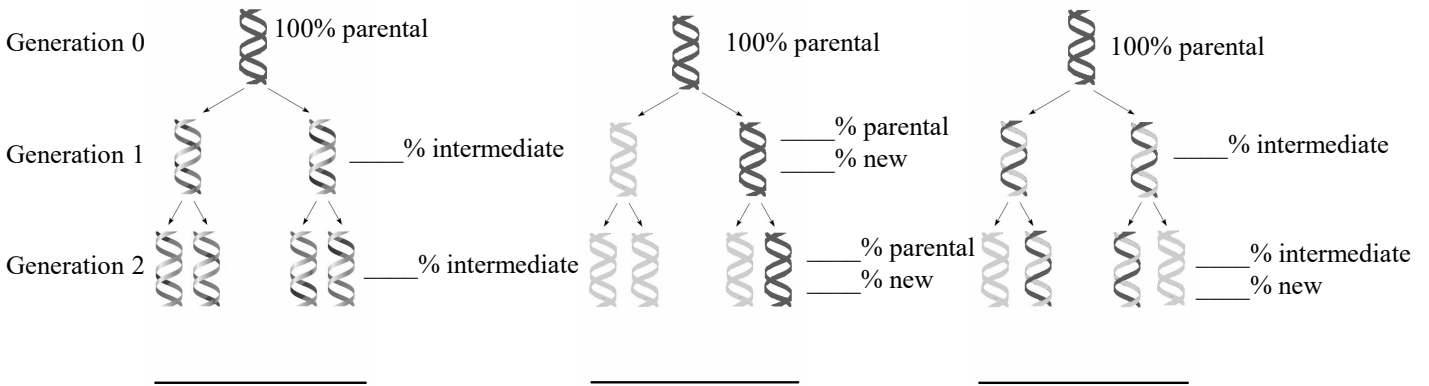 Generation 0
100% parental
100% parental
100% parental
Generation 1
____% intermediate
____% parental
____% new
____% intermediate
Generation 2
____% intermediate
____% parental
____% new
____% intermediate
____% new